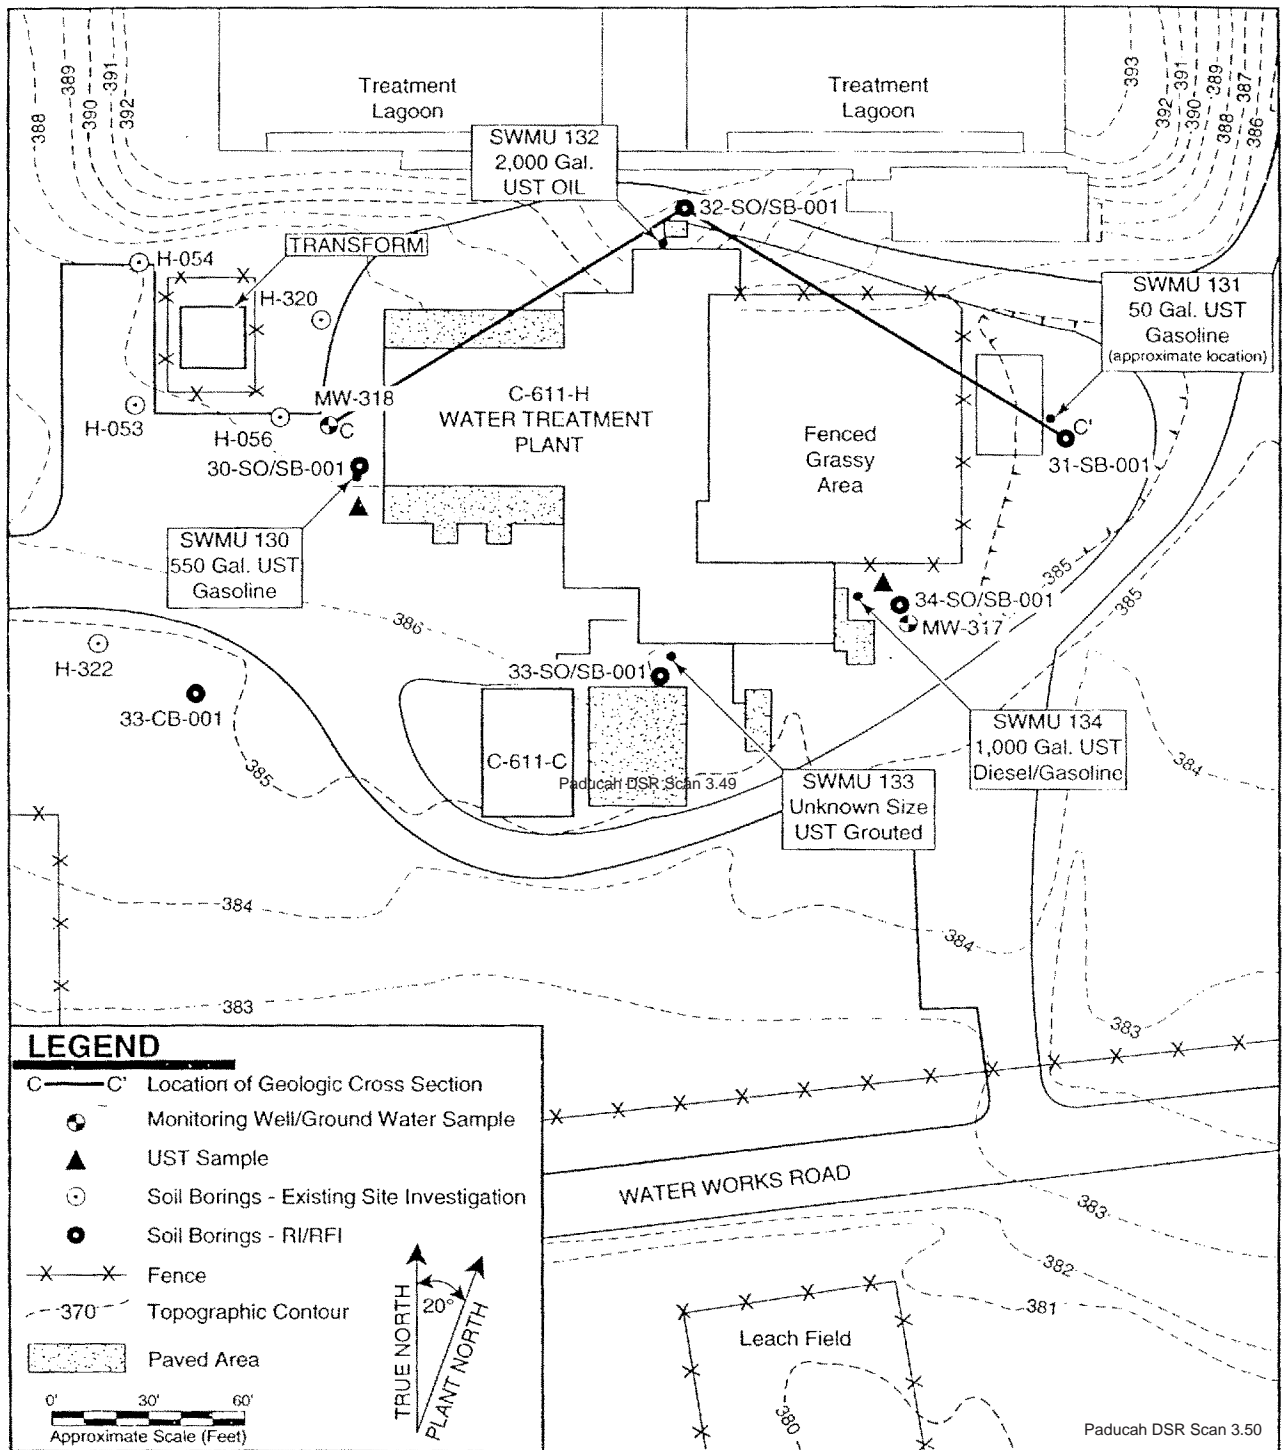 Treatment
Lagoon
Treatment
Lagoon
388
389
390
391
392
393
392
391
390
389
388
387
386
SWMU 132
2,000 Gal.
UST OIL
32-SO/SB-001
TRANSFORM
H-054
H-320
SWMU 131
50 Gal. UST
Gasoline
(approximate location)
MW-318
C
H-053
H-056
C-611-H
WATER TREATMENT
PLANT
Fenced
Grassy
Area
C'
31-SB-001
30-SO/SB-001
SWMU 130
550 Gal. UST
Gasoline
385
385
34-SO/SB-001
MW-317
386
H-322
33-SO/SB-001
33-CB-001
385
C-611-C
Paducah DSR Scan 3.49
SWMU 133
Unknown Size
UST Grouted
SWMU 134
1,000 Gal. UST
Diesel/Gasoline
384
384
384
383
383
LEGEND
C C' Location of Geologic Cross Section
Monitoring Well/Ground Water Sample
UST Sample
Soil Borings - Existing Site Investigation
Soil Borings - RI/RFI
X X Fence
370 Topographic Contour
Paved Area
0' 30' 60'
Approximate Scale (Feet)
TRUE NORTH
20°
PLANT NORTH
WATER WORKS ROAD
383
382
381
Leach Field
380
Paducah DSR Scan 3.50